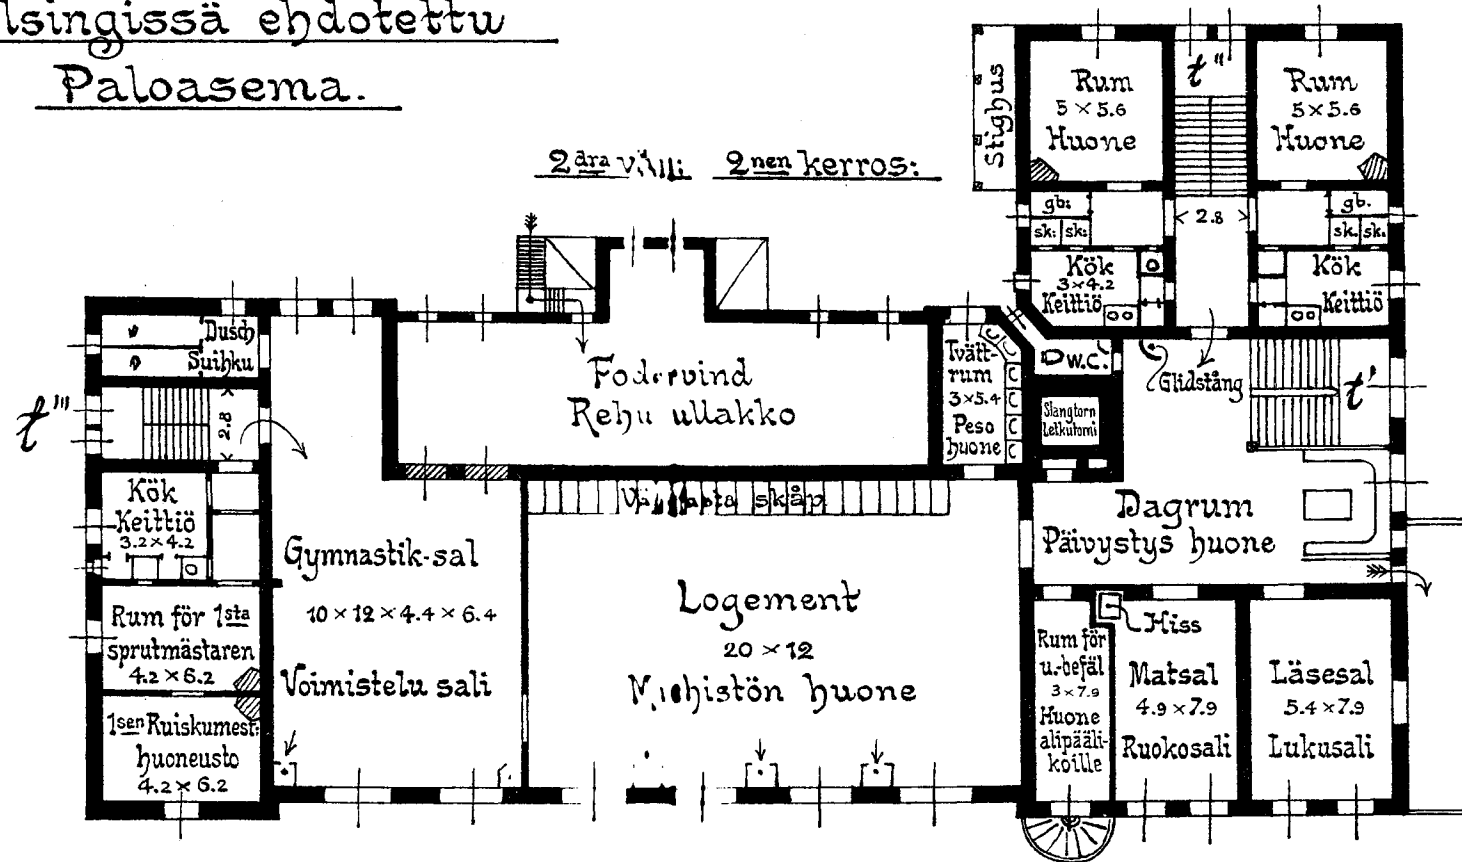 lsingissä ehdotettu
Paloasema.
2dra 2nen kerros:
Stighus
Rum
5 × 5.6
Huone
t"
Rum
5 × 5.6
Huone
gb:
sk: sk:
< 2.8 >
gb.
sk. sk.
Kök
3 × 4.2
Keittiö
Kök
Keittiö
Dusch
Suihku
t'''
< 2.8 >
Fodervind
Rehu ullakko
Tvätt-
rum
3 × 5.4
Peso
huone
W.C.
Slangtorn
Letkutorni
Glidstång
t'
Kök
Keittiö
3.2 × 4.2
skåp
Gymnastik-sal
10 × 12 × 4.4 × 6.4
Voimistelu sali
Logement
20 × 12
Miehistön huone
Dagrum
Päivystys huone
Rum för 1sta
sprutmästaren
4.2 × 6.2
1sen Ruiskumest:
huoneusto
4.2 × 6.2
Hiss
Rum för
u.-befäl
3 × 7.9
Huone
alipääli-
köille
Matsal
4.9 × 7.9
Ruokosali
Läsesal
5.4 × 7.9
Lukusali